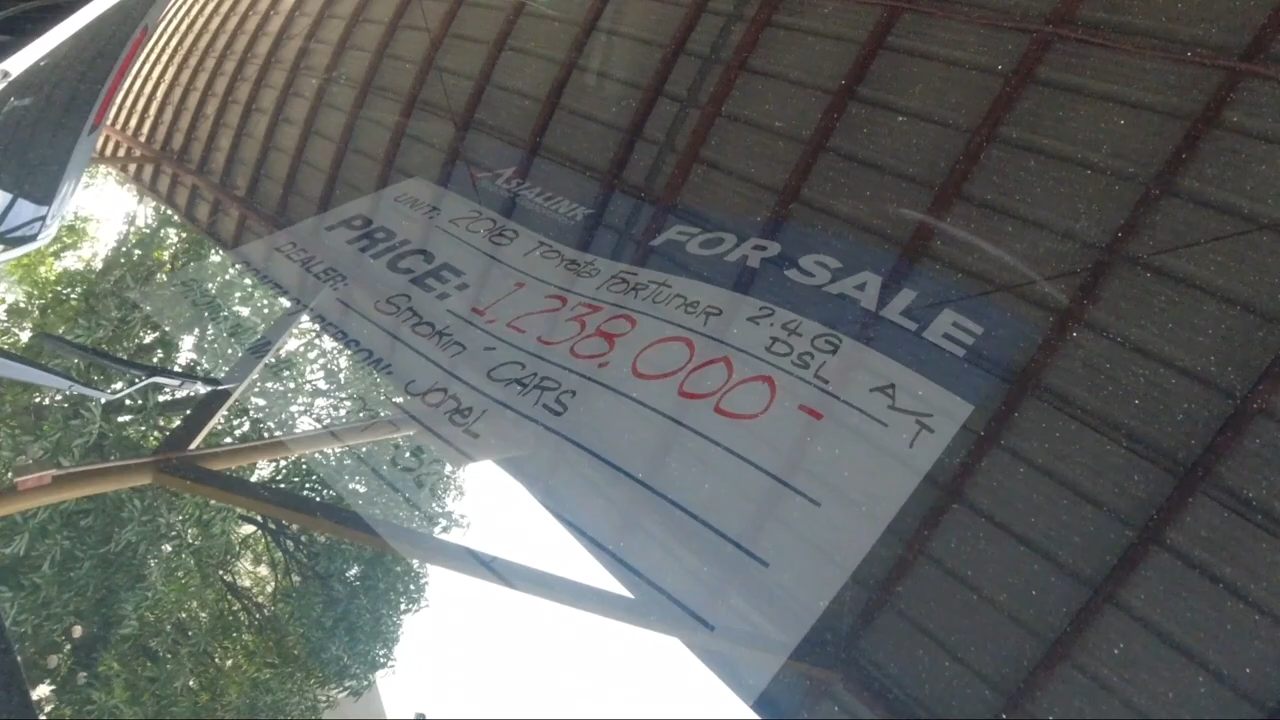 ASIALINK
FOR SALE
UNIT: 2018 TOYOTA FORTUNER 2.4G A/T
DSL
PRICE: 1,238,000-
DEALER: SMOKIN' CARS
CONTACT PERSON: JONEL